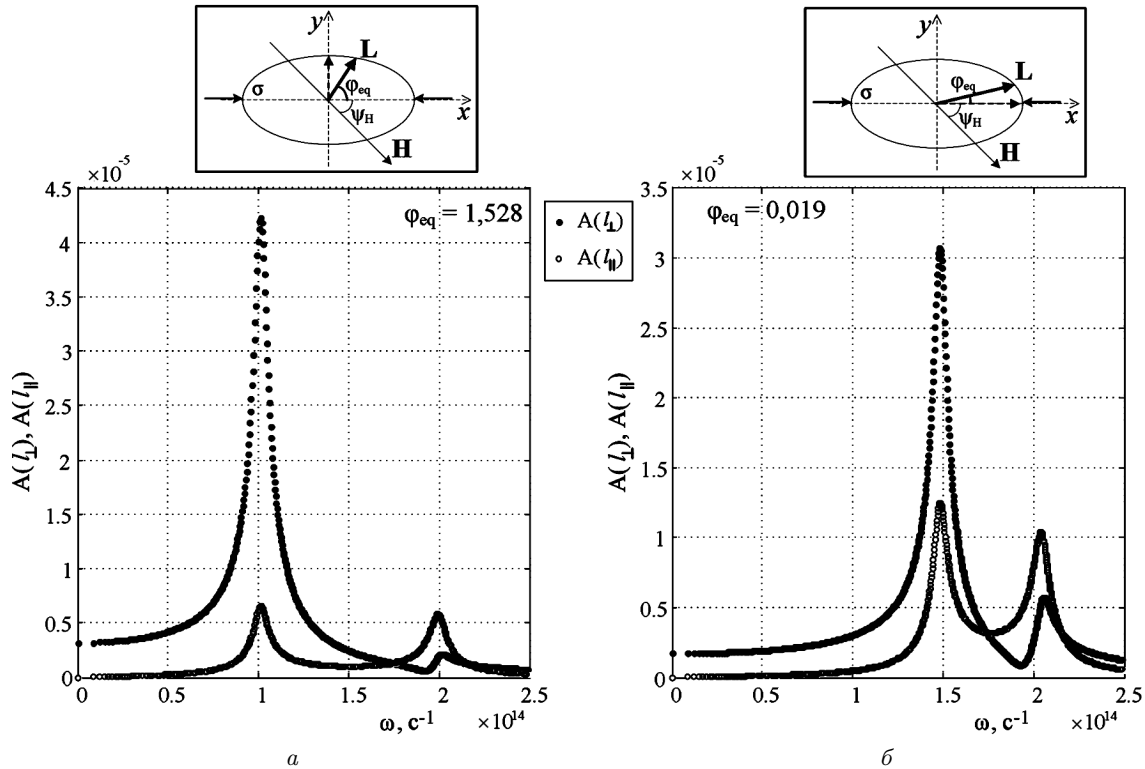 y
L
σ
φeq
ψH
x
H
y
L
σ
φeq
ψH
x
H
×10⁻⁵
4.5
4
3.5
3
2.5
2
1.5
1
0.5
0
A(l⊥), A(l∥)
φeq = 1,528
0 0.5 1 1.5 2 2.5
ω, c⁻¹ ×10¹⁴
а
A(l⊥)
A(l∥)
×10⁻⁵
3.5
3
2.5
2
1.5
1
0.5
0
A(l⊥), A(l∥)
φeq = 0,019
0 0.5 1 1.5 2 2.5
ω, c⁻¹ ×10¹⁴
б